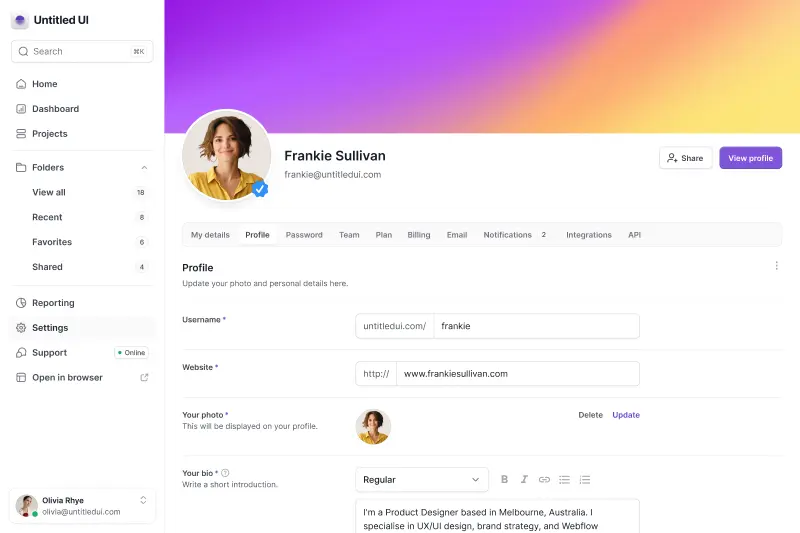 Untitled UI
Search ⌘K
Home
Dashboard
Projects
Folders
View all 18
Recent 8
Favorites 6
Shared 4
Reporting
Settings
Support Online
Open in browser
Olivia Rhye
olivia@untitledui.com
Frankie Sullivan
frankie@untitledui.com
Share
View profile
My details Profile Password Team Plan Billing Email Notifications 2 Integrations API
Profile
Update your photo and personal details here.
Username *
untitledui.com/ frankie
Website *
http:// www.frankiesullivan.com
Your photo *
This will be displayed on your profile.
Delete Update
Your bio *
Write a short introduction.
Regular
B I
I'm a Product Designer based in Melbourne, Australia. I
specialise in UX/UI design, brand strategy, and Webflow